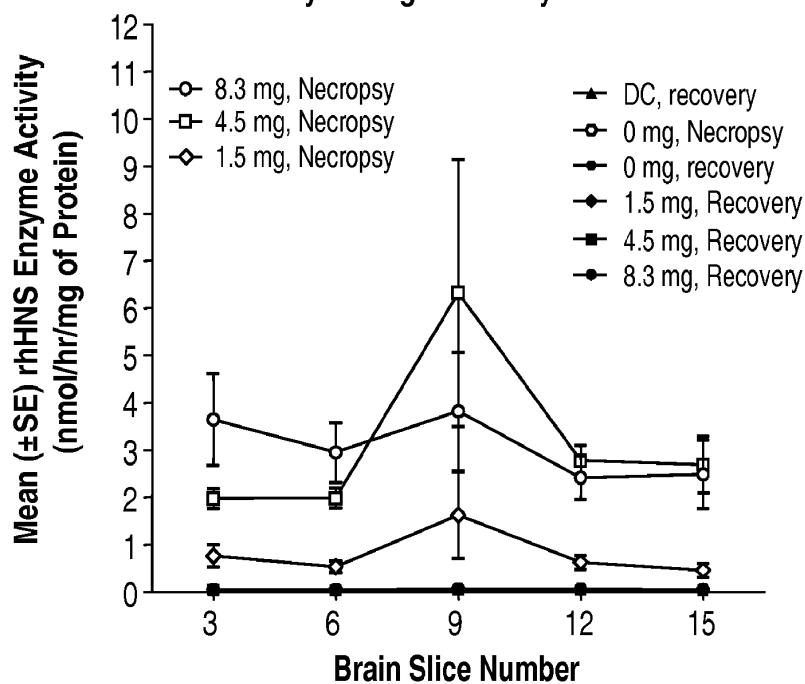 12
11
10
9
8
7
6
5
4
3
2
1
0
Mean (±SE) rhHNS Enzyme Activity
(nmol/hr/mg of Protein)
8.3 mg, Necropsy
4.5 mg, Necropsy
1.5 mg, Necropsy
DC, recovery
0 mg, Necropsy
0 mg, recovery
1.5 mg, Recovery
4.5 mg, Recovery
8.3 mg, Recovery
3 6 9 12 15
Brain Slice Number